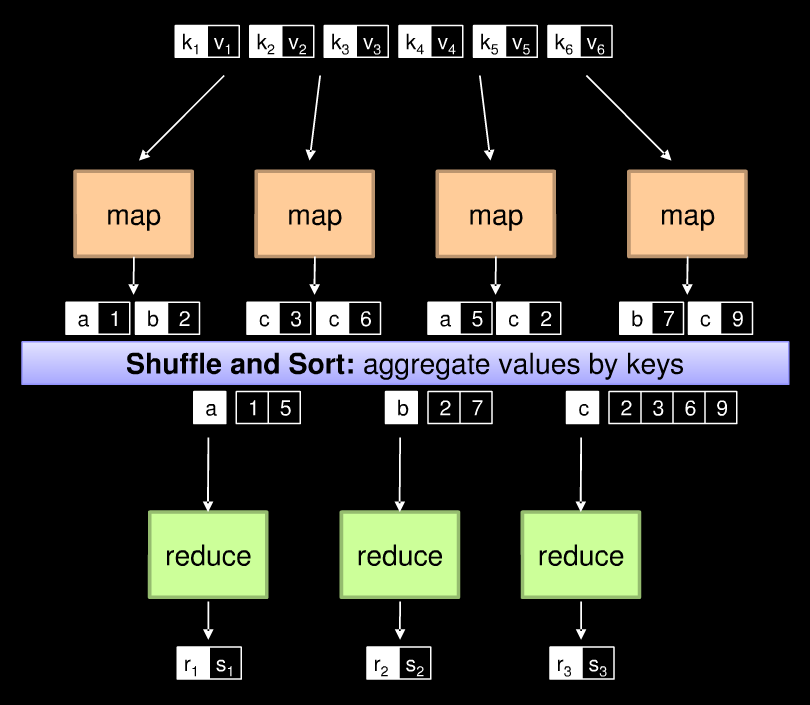 k1 v1 k2 v2 k3 v3 k4 v4 k5 v5 k6 v6
map map map map
a 1 b 2 c 3 c 6 a 5 c 2 b 7 c 9
Shuffle and Sort: aggregate values by keys
a 1 5 b 2 7 c 2 3 6 9
reduce reduce reduce
r1 s1 r2 s2 r3 s3